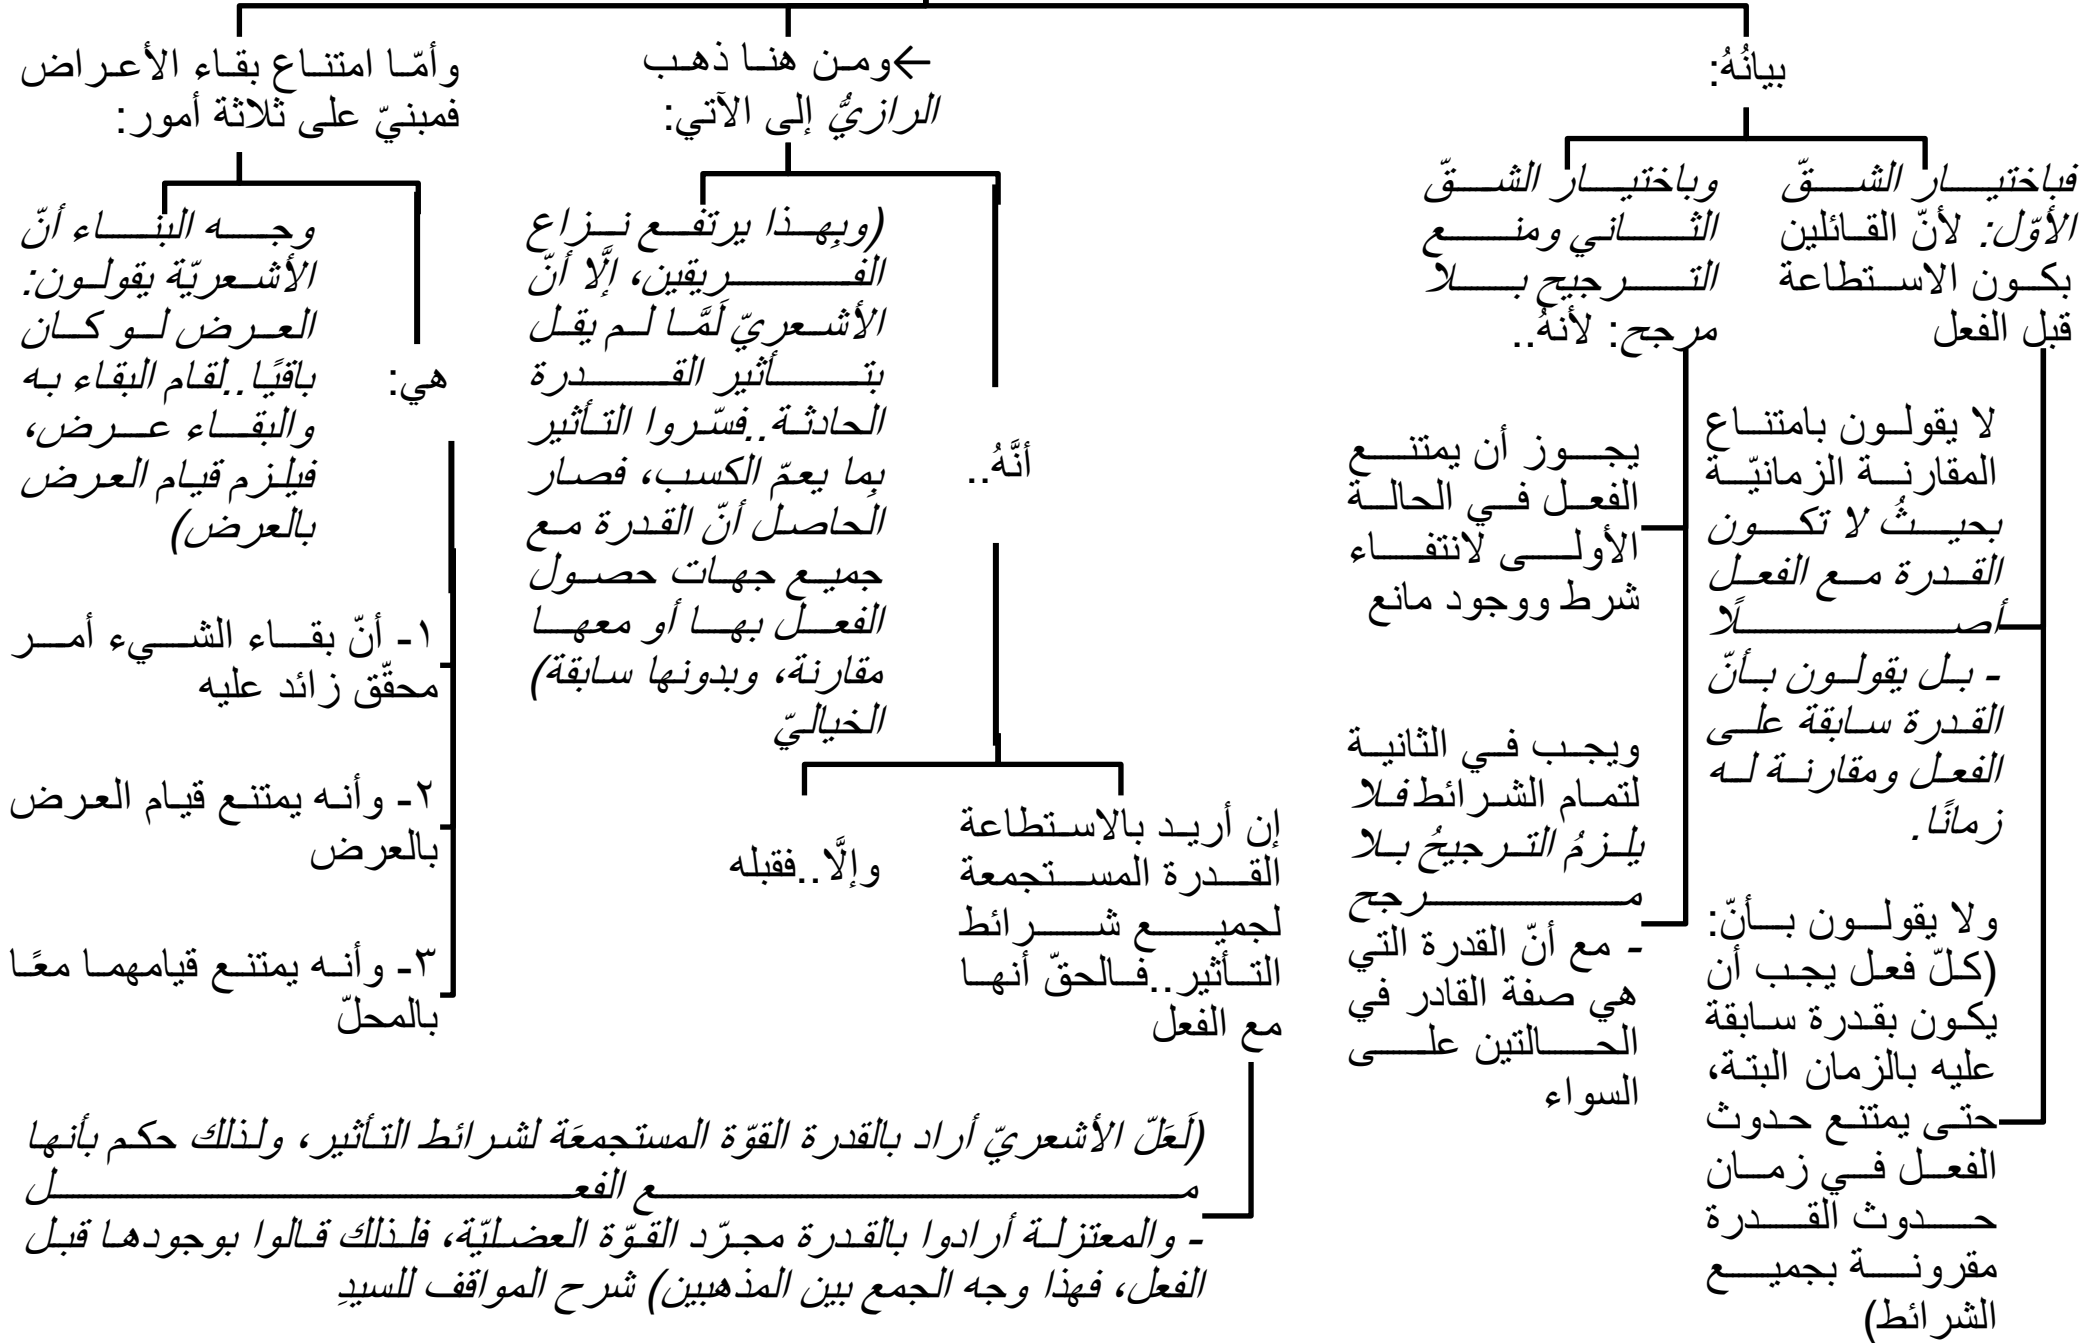 بيانُهُ:
فباختيار الشقّ
الأوّل: لأنّ القائلين
بكون الاستطاعة
قبل الفعل
لا يقولون بامتناع
المقارنة الزمانيّة
بحيثُ لا تكون
القدرة مع الفعل
أصلًا
- بل يقولون بأنّ
القدرة سابقة على
الفعل ومقارنة له
زمانًا.
ولا يقولون بأنّ:
(كلّ فعل يجب أن
يكون بقدرة سابقة
عليه بالزمان البتة،
حتى يمتنع حدوث
الفعل في زمان
حدوث القدرة
مقرونة بجميع
الشرائط)
وباختيار الشقّ
الثاني ومنع
الترجيح بلا
مرجح: لأنهُ..
يجوز أن يمتنع
الفعل في الحالة
الأولى لانتفاء
شرط ووجود مانع
ويجب في الثانية
لتمام الشرائط فلا
يلزمُ الترجيحُ بلا
مرجح
- مع أنّ القدرة التي
هي صفة القادر في
الحالتين على
السواء
←ومن هنا ذهب
الرازيُّ إلى الآتي:
أنَّهُ..
إن أريد بالاستطاعة
القدرة المستجمعة
لجميع شرائط
التأثير..فالحقّ أنها
مع الفعل
(لَعَلّ الأشعريّ أراد بالقدرة القوّة المستجمعَة لشرائط التأثير، ولذلك حكم بأنها
مع الفعل
- والمعتزلة أرادوا بالقدرة مجرّد القوّة العضليّة، فلذلك قالوا بوجودها قبل
الفعل، فهذا وجه الجمع بين المذهبين) شرح المواقف للسيدِ
وإلَّا..فقبله
(وبهذا يرتفع نزاع
الفريقين، إلَّا أنّ
الأشعريّ لَمَّا لم يقل
بتأثير القدرة
الحادثة..فسّروا التأثير
بما يعمّ الكسب، فصار
الحاصل أنّ القدرة مع
جميع جهات حصول
الفعل بها أو معها
مقارنة، وبدونها سابقة)
الخياليّ
وأمّا امتناع بقاء الأعراض
فمبنيّ على ثلاثة أمور:
هي:
١- أنّ بقاء الشيء أمر
محقّق زائد عليه
٢- وأنه يمتنع قيام العرض
بالعرض
٣- وأنه يمتنع قيامهما معًا
بالمحلّ
وجه البناء أنّ
الأشعريّة يقولون:
العرض لو كان
باقيًا..لقام البقاء به
والبقاء عرض،
فيلزم قيام العرض
بالعرض)